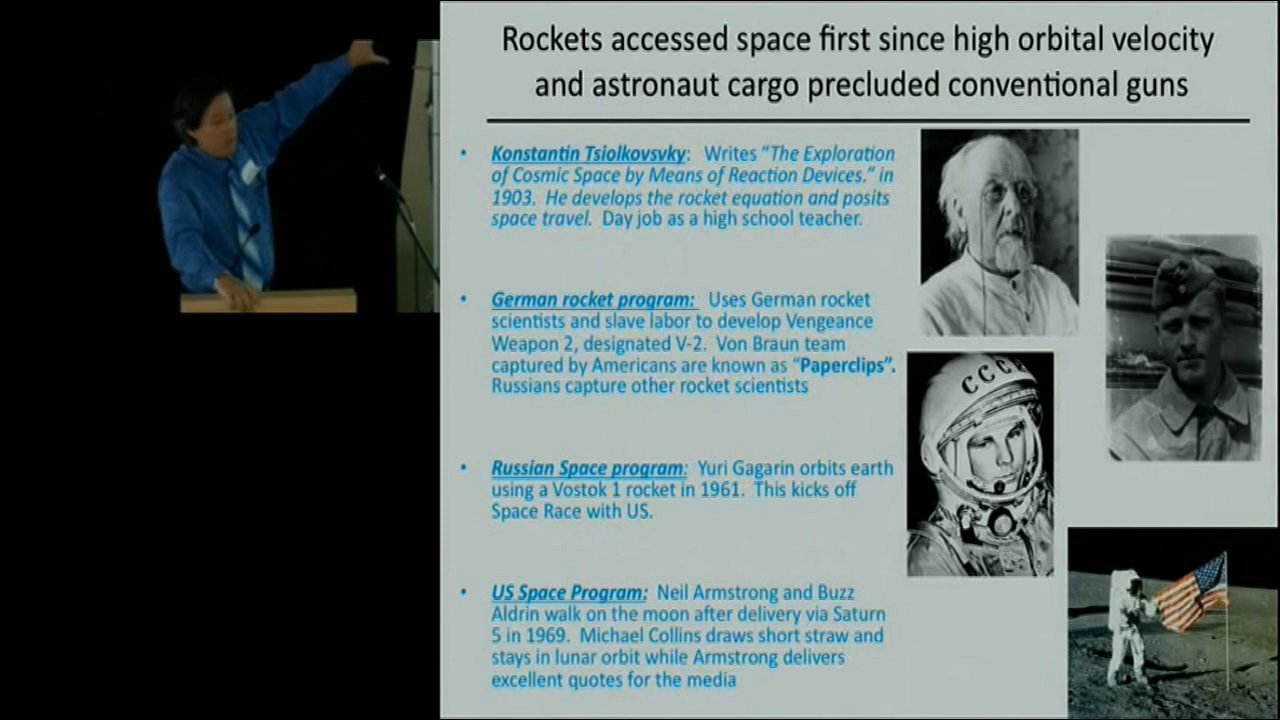 Rockets accessed space first since high orbital velocity
and astronaut cargo precluded conventional guns
• Konstantin Tsiolkovsvky: Writes “The Exploration
of Cosmic Space by Means of Reaction Devices.” in
1903. He develops the rocket equation and posits
space travel. Day job as a high school teacher.
• German rocket program: Uses German rocket
scientists and slave labor to develop Vengeance
Weapon 2, designated V-2. Von Braun team
captured by Americans are known as “Paperclips”.
Russians capture other rocket scientists
• Russian Space program: Yuri Gagarin orbits earth
using a Vostok 1 rocket in 1961. This kicks off
Space Race with US.
• US Space Program: Neil Armstrong and Buzz
Aldrin walk on the moon after delivery via Saturn
5 in 1969. Michael Collins draws short straw and
stays in lunar orbit while Armstrong delivers
excellent quotes for the media
CCCP